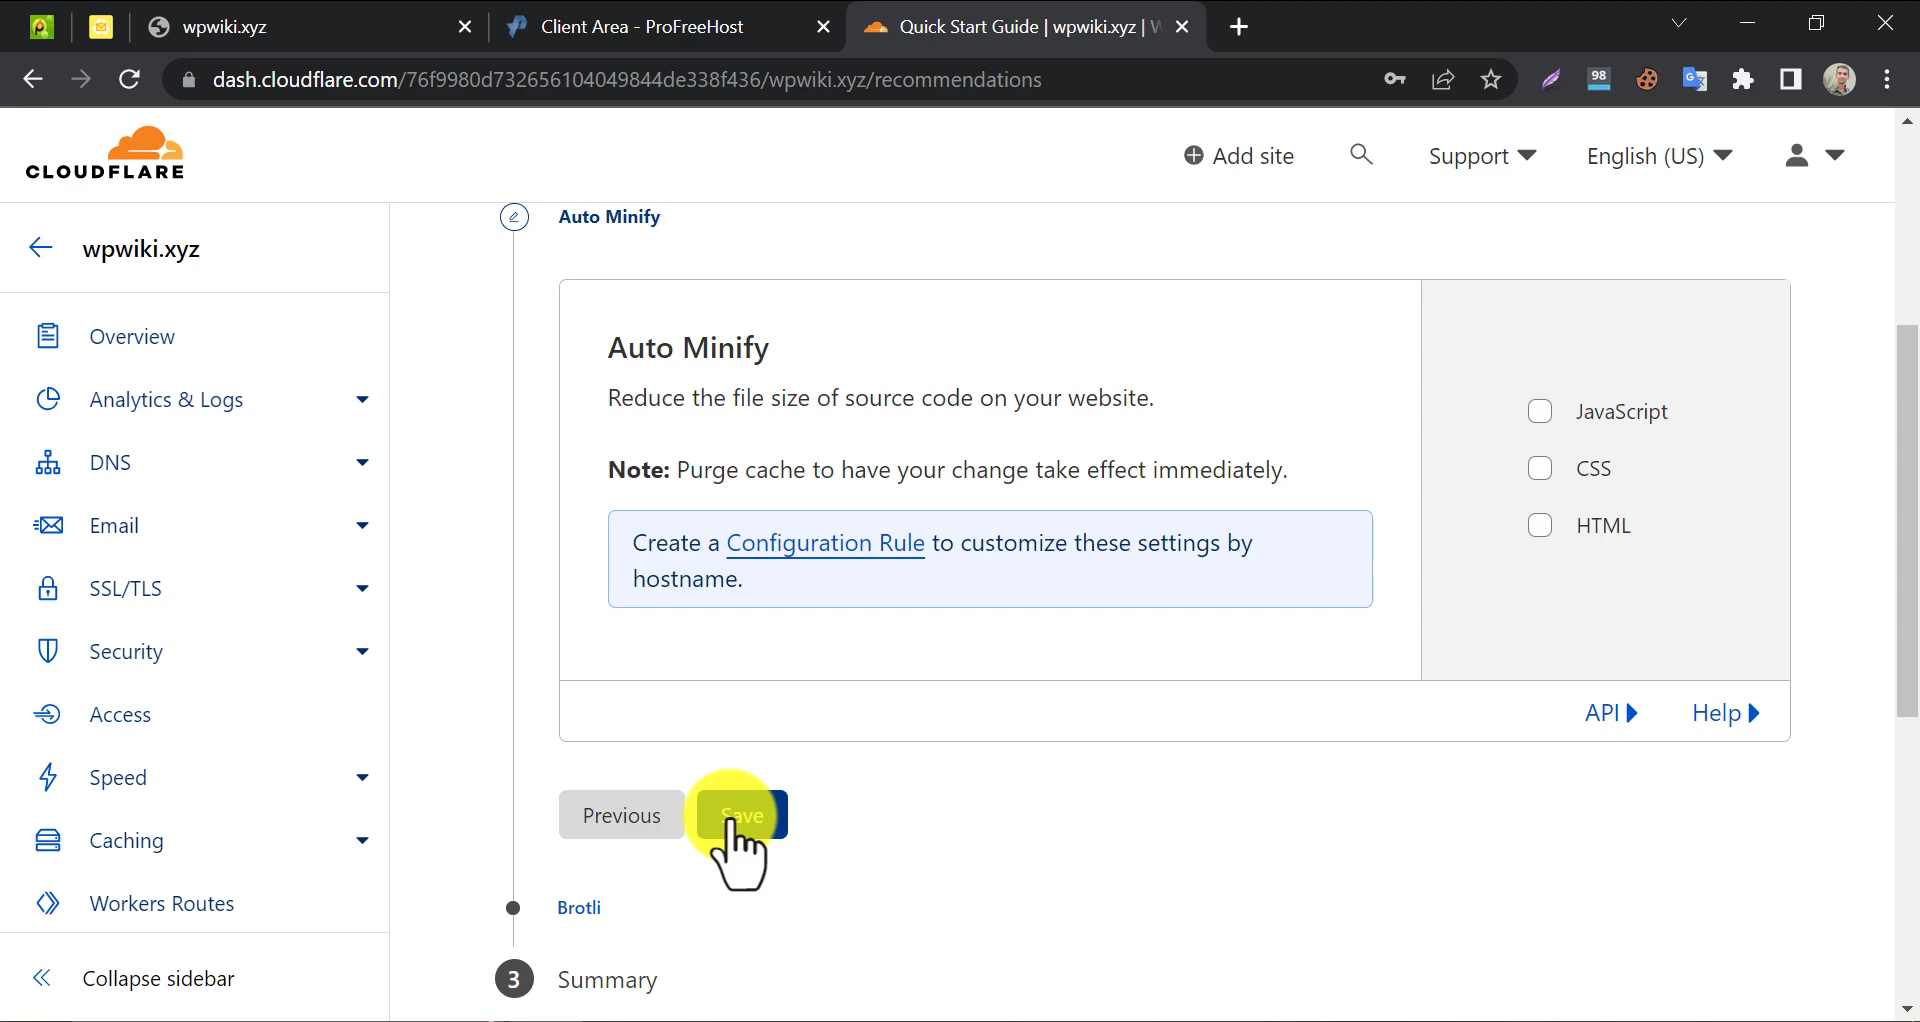 wpwiki.xyz
Client Area - ProFreeHost
Quick Start Guide | wpwiki.xyz |
dash.cloudflare.com/76f9980d732656104049844de338f436/wpwiki.xyz/recommendations
98
CLOUDFLARE
Add site
Support
English (US)
wpwiki.xyz
Overview
Analytics & Logs
DNS
Email
SSL/TLS
Security
Access
Speed
Caching
Workers Routes
Collapse sidebar
Auto Minify
Auto Minify
Reduce the file size of source code on your website.
Note: Purge cache to have your change take effect immediately.
Create a Configuration Rule to customize these settings by
hostname.
JavaScript
CSS
HTML
API
Help
Previous
Save
Brotli
3 Summary